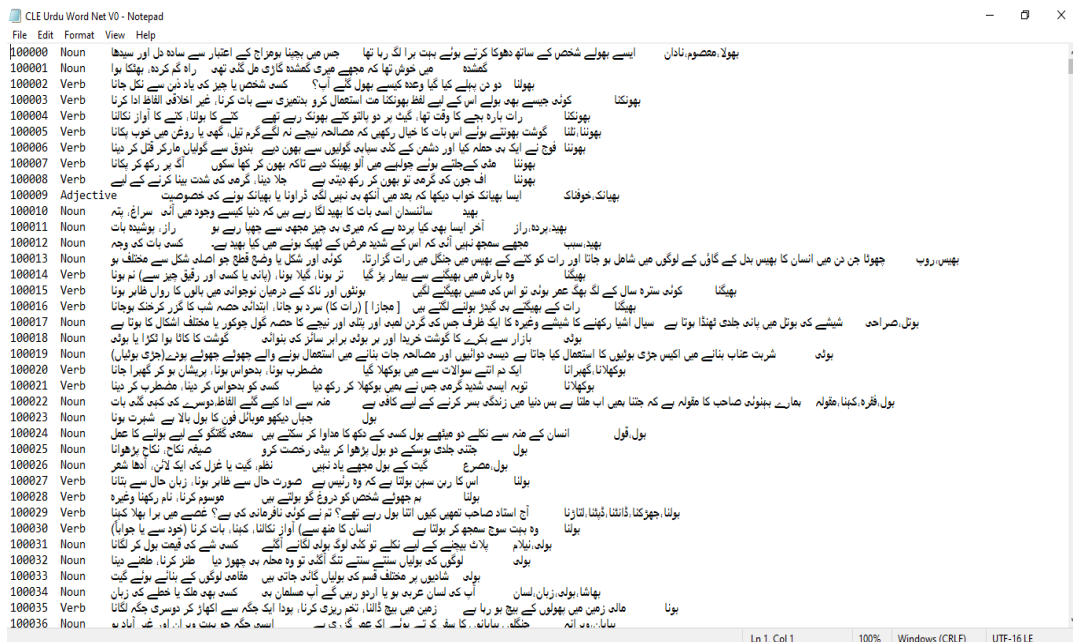 CLE Urdu Word Net V0 - Notepad
File Edit Format View Help
100000 Noun بھولا,معصوم,نادان ایسے بھولے شخص کے ساتھ دھوکا کرتے ہوئے بہت برا لگ رہا تھا جس میں بچپنا ہومزاج کے اعتبار سے سادہ دل اور سیدھا
100001 Noun گمشدہ میں خوش تھا کہ مجھے میری گمشدہ گاڑی مل گئی تھی راہ گم کردہ، بھٹکا ہوا
100002 Verb بھولنا دو دن پہلے کیا گیا وعدہ کیسے بھول گئے آپ؟ کسی شخص یا چیز کی یاد ذہن سے نکل جانا
100003 Verb بھونکنا کوئی جیسے بھی بولے اس کے لیے لفظ بھونکنا مت استعمال کرو بدتمیزی سے بات کرنا، غیر اخلاقی الفاظ ادا کرنا
100004 Verb بھونکنا رات بارہ بجے کا وقت تھا، گیٹ پر دو پالتو کتے بھونک رہے تھے کتے کا بولنا، کتے کا آواز نکالنا
100005 Verb بھوننا,تلنا گوشت بھونتے ہوئے اس بات کا خیال رکھیں کہ مصالحہ نیچے نہ لگے گرم تیل، گھی یا روغن میں خوب پکانا
100006 Verb بھوننا فوج نے ایک ہی حملہ کیا اور دشمن کے کئی سپاہی گولیوں سے بھون دیے بندوق سے گولیاں مارکر قتل کر دینا
100007 Verb بھوننا مٹی کےجلتے ہوئے چولہے میں آلو پھینک دیے تاکہ بھون کر کھا سکوں آگ پر رکھ کر پکانا
100008 Verb بھوننا اف جون کی گرمی تو بھون کر رکھ دیتی ہے جلا دینا، گرمی کی شدت بینا کرنے کے لیے
100009 Adjective بھیانک,خوفناک ایسا بھیانک خواب دیکھا کہ بعد میں آنکھ ہی نہیں لگی ڈراونا یا بھیانک ہونے کی خصوصیت
100010 Noun بھید سائنسدان اسی بات کا بھید لگا رہے ہیں کہ دنیا کیسے وجود میں آئی سراغ، پتہ
100011 Noun بھید,پردہ,راز آخر ایسا بھی کیا پردہ ہے کہ میری ہی چیز مجھی سے چھپا رہے ہو راز، پوشیدہ بات
100012 Noun بھید,سبب مجھے سمجھ نہیں آئی کہ اس کے شدید مرض کے ٹھیک ہونے میں کیا بھید ہے۔ کسی بات کی وجہ
100013 Noun بھیس,روپ چھوٹا جن دن میں انسان کا بھیس بدل کے گاؤں کے لوگوں میں شامل ہو جاتا اور رات کو کتے کے بھیس میں جنگل میں رات گزارتا۔ کوئی اور شکل یا وضع قطع جو اصلی شکل سے مختلف ہو
100014 Verb بھیگنا وہ بارش میں بھیگنے سے بیمار پڑ گیا تر ہونا، گیلا ہونا، (پانی یا کسی اور رقیق چیز سے) نم ہونا
100015 Verb بھیگنا کوئی سترہ سال کے لگ بھگ عمر ہوئی تو اس کی مسیں بھیگنے لگیں ہونٹوں اور ناک کے درمیان نوجوانی میں بالوں کا رواں ظاہر ہونا
100016 Verb بھیگنا رات کے بھیگتے ہی گیدڑ بولنے لگتے ہیں [ مجازا ] (رات کا) سرد ہو جانا، ابتدائی حصہ شب کا گزر کرخنک ہوجانا
100017 Noun بوتل,صراحی شیشے کی بوتل میں پانی جلدی ٹھنڈا ہوتا ہے سیال اشیا رکھنے کا شیشے وغیرہ کا ایک ظرف جس کی گردن لمبی اور پتلی اور نیچے کا حصہ گول چوکور یا مختلف اشکال کا ہوتا ہے
100018 Noun بوٹی بازار سے بکرے کا گوشت خریدا اور ہر بوٹی برابر سائز کی بنوائی گوشت کا کاٹا ہوا ٹکڑا یا بوٹی
100019 Noun بوٹی شربت عناب بنانے میں اکیس جڑی بوٹیوں کا استعمال کیا جاتا ہے دیسی دوائیوں اور مصالحہ جات بنانے میں استعمال ہونے والے چھوٹے چھوٹے پودے(جڑی بوٹیاں)
100020 Verb بوکھلانا,گھبرانا ایک دم اتنے سوالات سے میں بوکھلا گیا مضطرب ہونا، بدحواس ہونا، پریشان ہو کر گھبرا جانا
100021 Verb بوکھلانا توبہ ایسی شدید گرمی جس نے ہمیں بوکھلا کر رکھ دیا کسی کو بدحواس کر دینا، مضطرب کر دینا
100022 Noun بول,فقرہ,کہنا,مقولہ ہمارے بہنوئی صاحب کا مقولہ ہے کہ جتنا ہمیں اب ملتا ہے بس دنیا میں زندگی بسر کرنے کے لیے کافی ہے منہ سے ادا کیے گئے الفاظ،دوسرے کی کہی گئی بات
100023 Noun بول جہاں دیکھو موبائل فون کا بول بالا ہے شہرت ہونا
100024 Noun بول,قول انسان کے منہ سے نکلے دو میٹھے بول کسی کے دکھ کا مداوا کر سکتے ہیں سمعی گفتگو کے لیے بولنے کا عمل
100025 Noun بول جتنی جلدی ہوسکے دو بول پڑھوا کر بیٹی رخصت کرو صیغہ نکاح، نکاح پڑھوانا
100026 Noun بول,مصرع گیت کے بول مجھے یاد نہیں نظم، گیت یا غزل کی ایک لائن، آدھا شعر
100027 Verb بولنا اس کا رہن سہن بولتا ہے کہ وہ رئیس ہے صورت حال سے ظاہر ہونا، زبان حال سے بتانا
100028 Verb بولنا ہم جھوٹے شخص کو دروغ گو بولتے ہیں موسوم کرنا، نام رکھنا وغیرہ
100029 Verb بولنا,جھڑکنا,ڈانٹنا,ڈپٹنا,لتاڑنا آج استاد صاحب تمھیں کیوں اتنا بول رہے تھے؟ تم نے کوئی نافرمانی کی ہے؟ غصے میں برا بھلا کہنا
100030 Verb بولنا وہ بہت سوچ سمجھ کر بولتا ہے انسان کا منھ سے) آواز نکالنا، کہنا، بات کرنا (خود سے یا جواباً)
100031 Noun بولی,نیلام پلاٹ بیچنے کے لیے نکلے تو کئی لوگ بولی لگانے آگئے کسی شے کی قیمت بول کر لگانا
100032 Noun بولی لوگوں کی بولیاں سنتے سنتے تنگ آگئی تو وہ محلہ ہی چھوڑ دیا طنز کرنا، طعنے دینا
100033 Noun بولی شادیوں پر مختلف قسم کی بولیاں گائی جاتی ہیں مقامی لوگوں کے بنائے ہوئے گیت
100034 Noun بھاشا,بولی,زبان,لسان آپ کی لسان عربی ہو یا اردو رہیں گے آپ مسلمان ہی کسی بھی ملک یا خطے کی زبان
100035 Verb بونا مالی زمین میں پھولوں کے بیج بو رہا ہے زمین میں بیج ڈالنا، تخم ریزی کرنا، پودا ایک جگہ سے اکھاڑ کر دوسری جگہ لگانا
100036 Noun بیابان,ویرانہ جنگلوں بیابانوں کا سفر کرتے ہوئے اک عمر گزری ہے ایسی جگہ جو بہت ویران اور غیر آباد ہو
Ln 1, Col 1 100% Windows (CRLF) UTF-16 LE